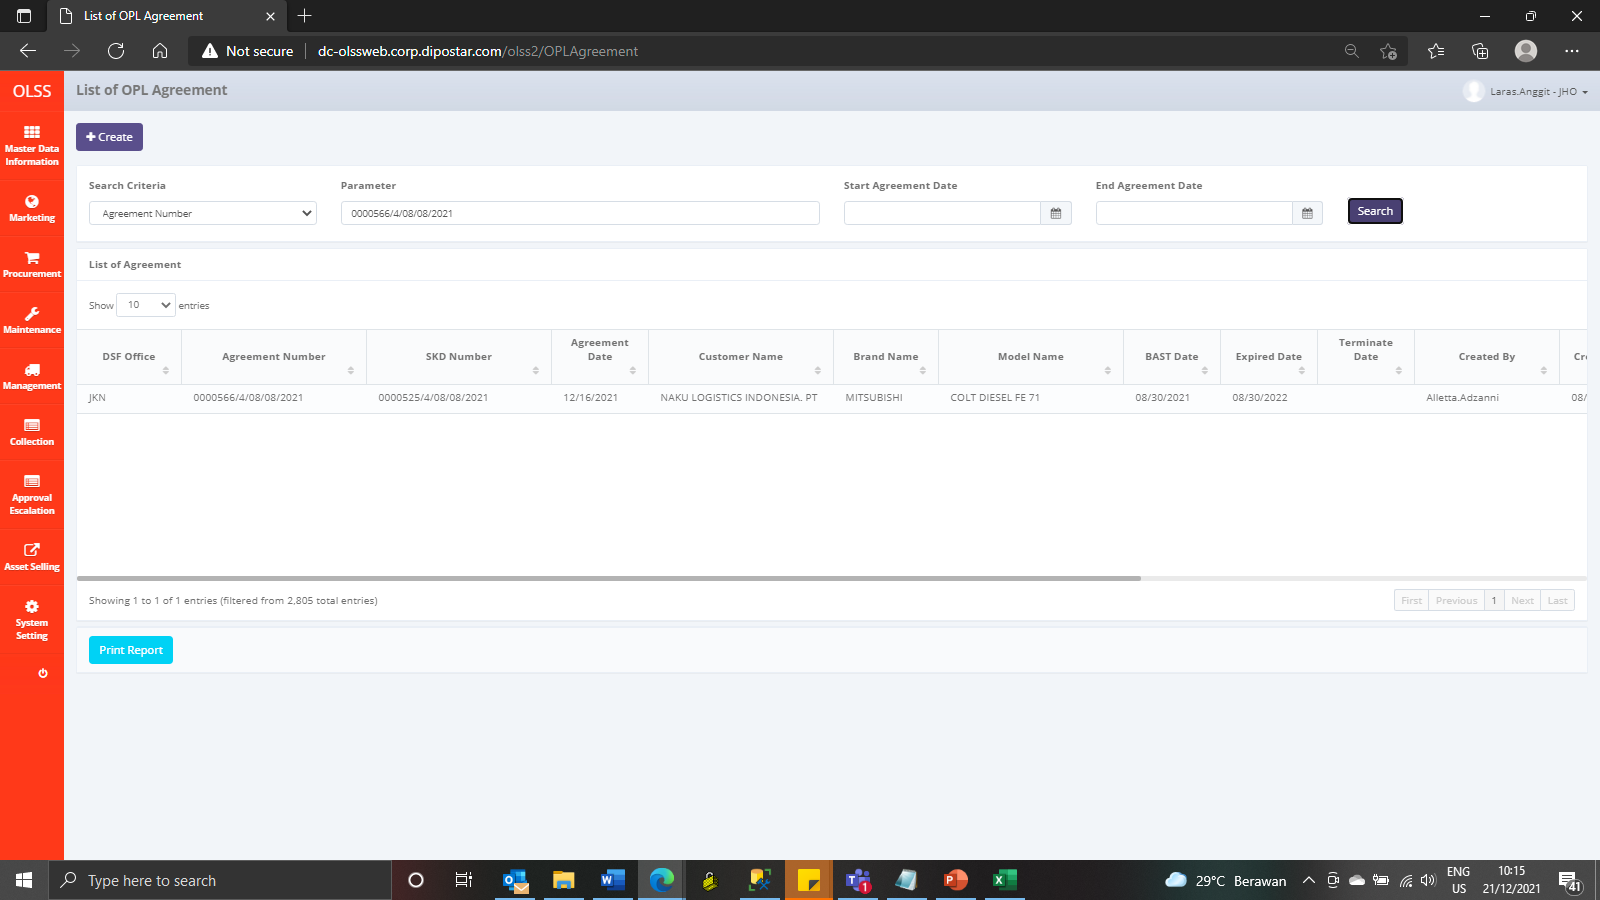 List of OPL Agreement
Not secure
dc-olssweb.corp.dipostar.com/olss2/OPLAgreement
OLSS
List of OPL Agreement
Laras.Anggit - JHO
Master Data
Information
Marketing
Procurement
Maintenance
Management
Collection
Approval
Escalation
Asset Selling
System
Setting
Create
Search Criteria
Parameter
Start Agreement Date
End Agreement Date
Agreement Number
0000566/4/08/08/2021
Search
List of Agreement
Show 10 entries
DSF Office
Agreement Number
SKD Number
Agreement
Date
Customer Name
Brand Name
Model Name
BAST Date
Expired Date
Terminate
Date
Created By
Cre
JKN
0000566/4/08/08/2021
0000525/4/08/08/2021
12/16/2021
NAKU LOGISTICS INDONESIA. PT
MITSUBISHI
COLT DIESEL FE 71
08/30/2021
08/30/2022
Alletta.Adzanni
08/
Showing 1 to 1 of 1 entries (filtered from 2,805 total entries)
First Previous 1 Next Last
Print Report
Type here to search
1
29°C Berawan
ENG
US
10:15
21/12/2021
41